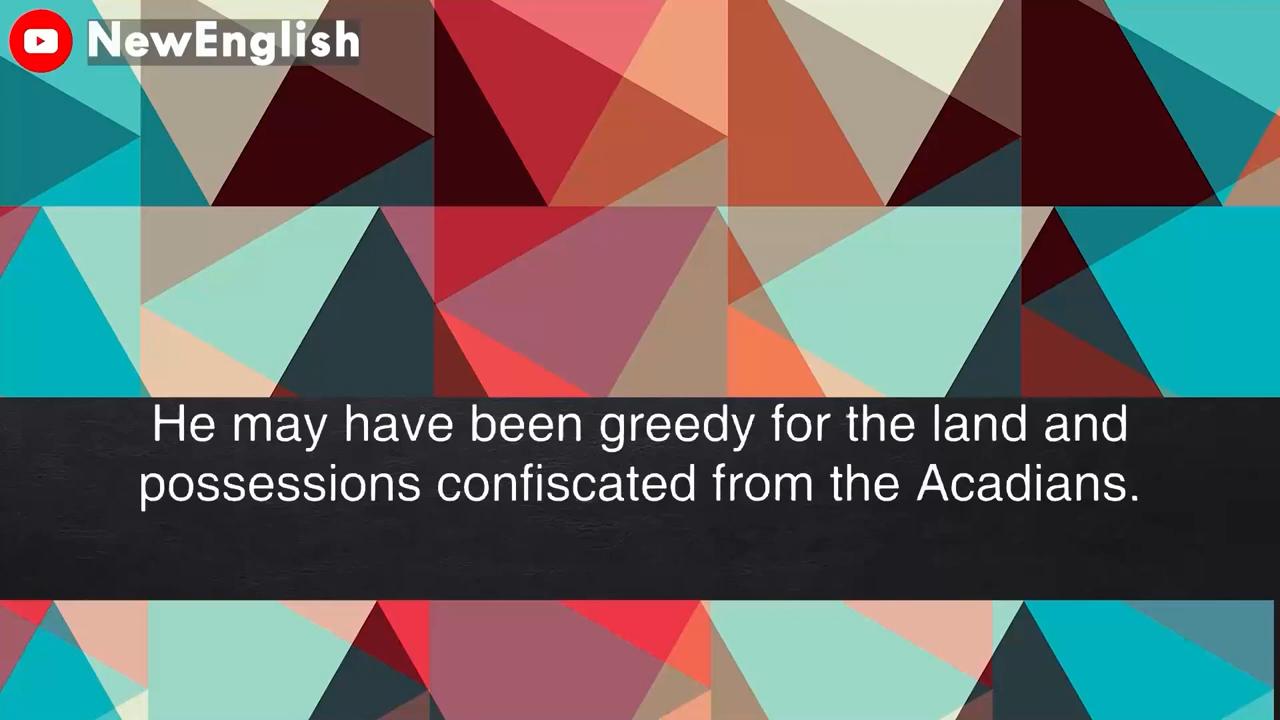 NewEnglish
He may have been greedy for the land and
possessions confiscated from the Acadians.